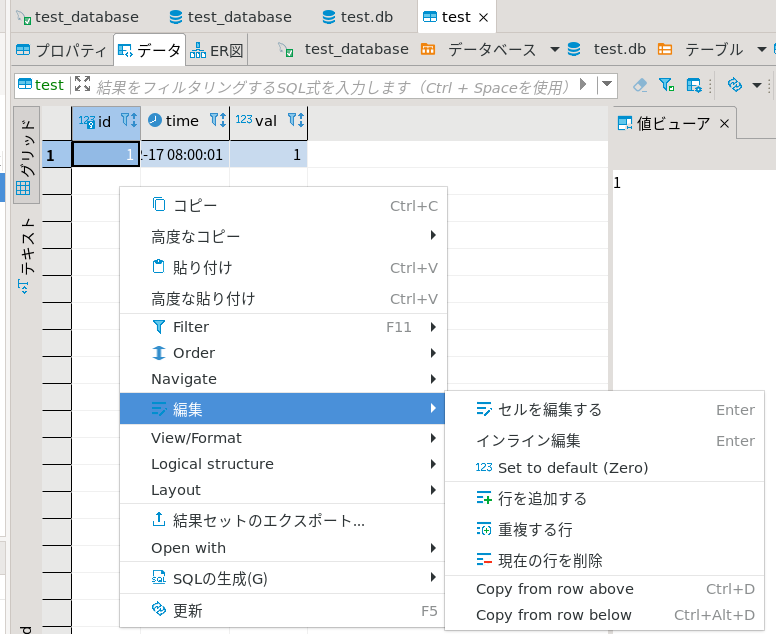 test_database test_database test.db test ×
プロパティ データ ER図 test_database データベース test.db テーブル
test 結果をフィルタリングするSQL式を入力します（Ctrl + Spaceを使用）
グリッド
テキスト
123 id time 123 val
1 1 -17 08:00:01 1
値ビューア ×
1
コピー Ctrl+C
高度なコピー
貼り付け Ctrl+V
高度な貼り付け Ctrl+V
Filter F11
Order
Navigate
編集
View/Format
Logical structure
Layout
結果セットのエクスポート...
Open with
SQLの生成(G)
更新 F5
セルを編集する Enter
インライン編集 Enter
123 Set to default (Zero)
行を追加する
重複する行
現在の行を削除
Copy from row above Ctrl+D
Copy from row below Ctrl+Alt+D